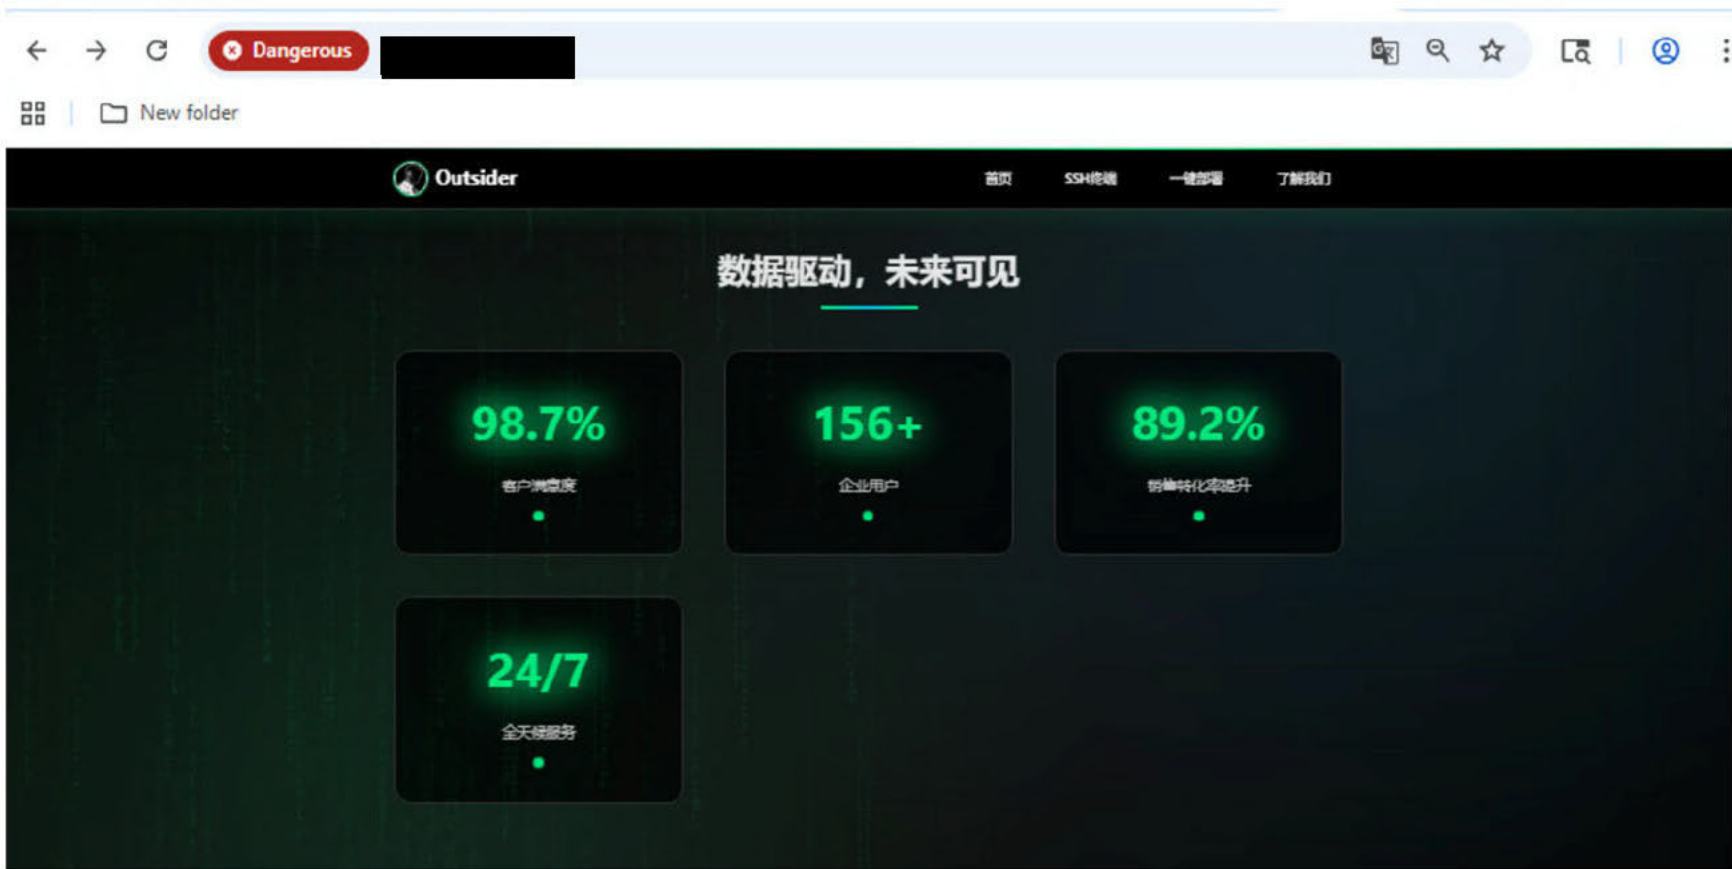 Dangerous
New folder
Outsider
首页 SSH终端 一键部署 了解我们
数据驱动，未来可见
98.7% 156+ 89.2%
客户满意度 企业用户 销售转化率提升
24/7
全天候服务